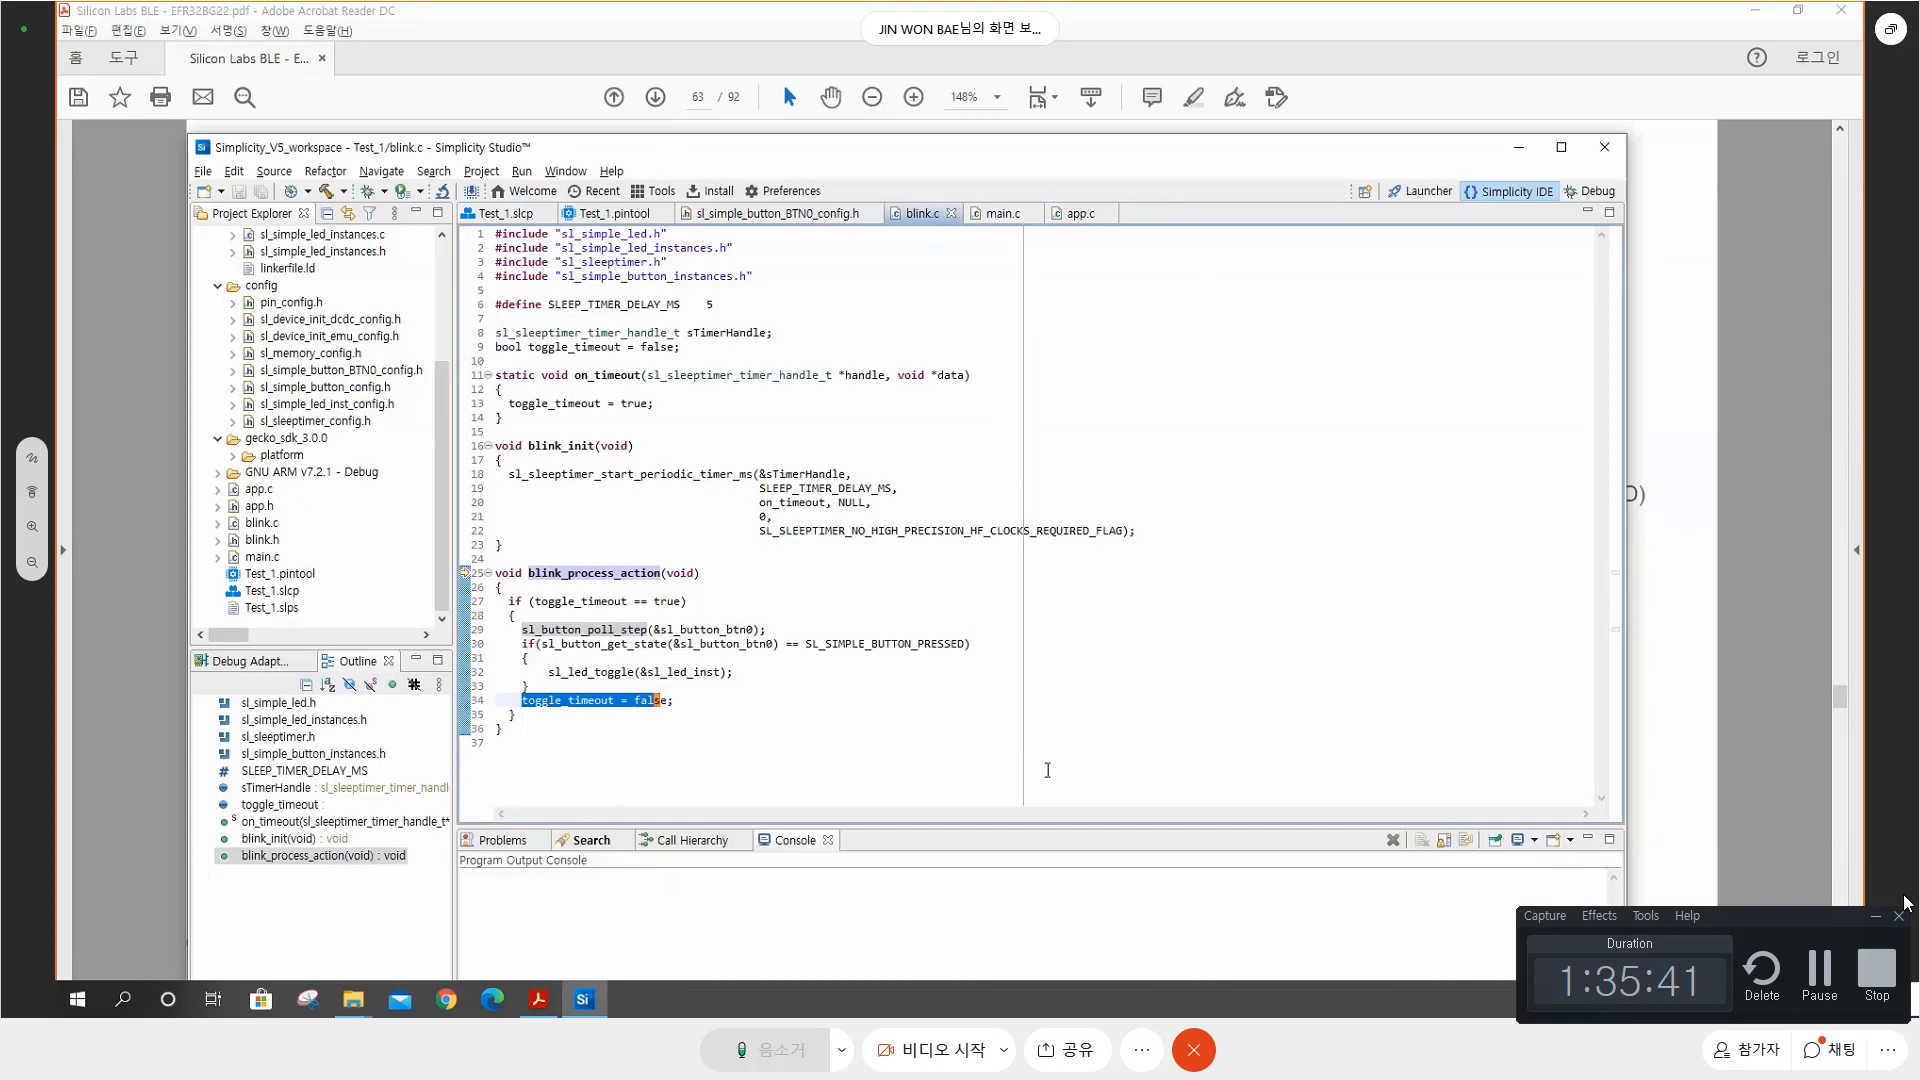 Silicon Labs BLE - EFR32BG22.pdf - Adobe Acrobat Reader DC
파일(F) 편집(E) 보기(V) 서명(S) 창(W) 도움말(H)
JIN WON BAE님의 화면 보...
홈 도구 Silicon Labs BLE - E... 로그인
63 / 92 148%
Simplicity_V5_workspace - Test_1/blink.c - Simplicity Studio™
File Edit Source Refactor Navigate Search Project Run Window Help
Welcome Recent Tools Install Preferences Launcher Simplicity IDE Debug
Project Explorer
Test_1.slcp Test_1.pintool sl_simple_button_BTN0_config.h blink.c main.c app.c
sl_simple_led_instances.c
sl_simple_led_instances.h
linkerfile.ld
config
pin_config.h
sl_device_init_dcdc_config.h
sl_device_init_emu_config.h
sl_memory_config.h
sl_simple_button_BTN0_config.h
sl_simple_button_config.h
sl_simple_led_inst_config.h
sl_sleeptimer_config.h
gecko_sdk_3.0.0
platform
GNU ARM v7.2.1 - Debug
app.c
app.h
blink.c
blink.h
main.c
Test_1.pintool
Test_1.slcp
Test_1.slps
Debug Adapt... Outline
sl_simple_led.h
sl_simple_led_instances.h
sl_sleeptimer.h
sl_simple_button_instances.h
SLEEP_TIMER_DELAY_MS
sTimerHandle : sl_sleeptimer_timer_handl
toggle_timeout :
on_timeout(sl_sleeptimer_timer_handle_t*
blink_init(void) : void
blink_process_action(void) : void
1 #include "sl_simple_led.h"
2 #include "sl_simple_led_instances.h"
3 #include "sl_sleeptimer.h"
4 #include "sl_simple_button_instances.h"
5
6 #define SLEEP_TIMER_DELAY_MS    5
7
8 sl_sleeptimer_timer_handle_t sTimerHandle;
9 bool toggle_timeout = false;
10
11 static void on_timeout(sl_sleeptimer_timer_handle_t *handle, void *data)
12 {
13   toggle_timeout = true;
14 }
15
16 void blink_init(void)
17 {
18   sl_sleeptimer_start_periodic_timer_ms(&sTimerHandle,
19 SLEEP_TIMER_DELAY_MS,
20 on_timeout, NULL,
21 0,
22 SL_SLEEPTIMER_NO_HIGH_PRECISION_HF_CLOCKS_REQUIRED_FLAG);
23 }
24
25 void blink_process_action(void)
26 {
27   if (toggle_timeout == true)
28   {
29     sl_button_poll_step(&sl_button_btn0);
30     if(sl_button_get_state(&sl_button_btn0) == SL_SIMPLE_BUTTON_PRESSED)
31     {
32         sl_led_toggle(&sl_led_inst);
33     }
34     toggle_timeout = false;
35   }
36 }
37
D)
Problems Search Call Hierarchy Console
Program Output Console
Capture Effects Tools Help
Duration
1:35:41
Delete Pause Stop
음소거 비디오 시작 공유 참가자 채팅